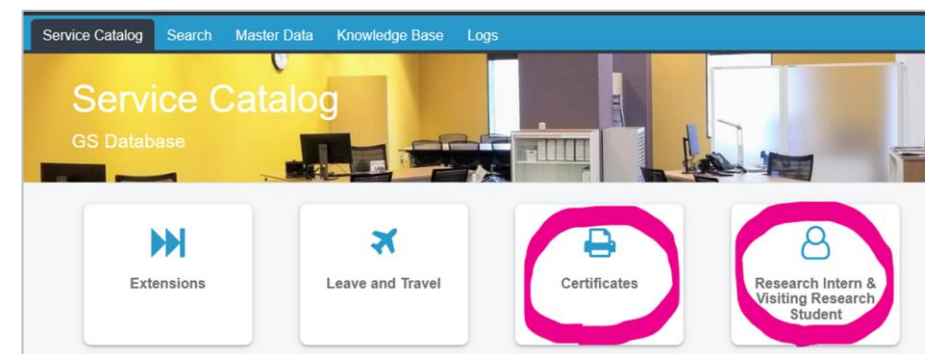 Service Catalog Search Master Data Knowledge Base Logs
Service Catalog
GS Database
Extensions
Leave and Travel
Certificates
Research Intern &
Visiting Research
Student